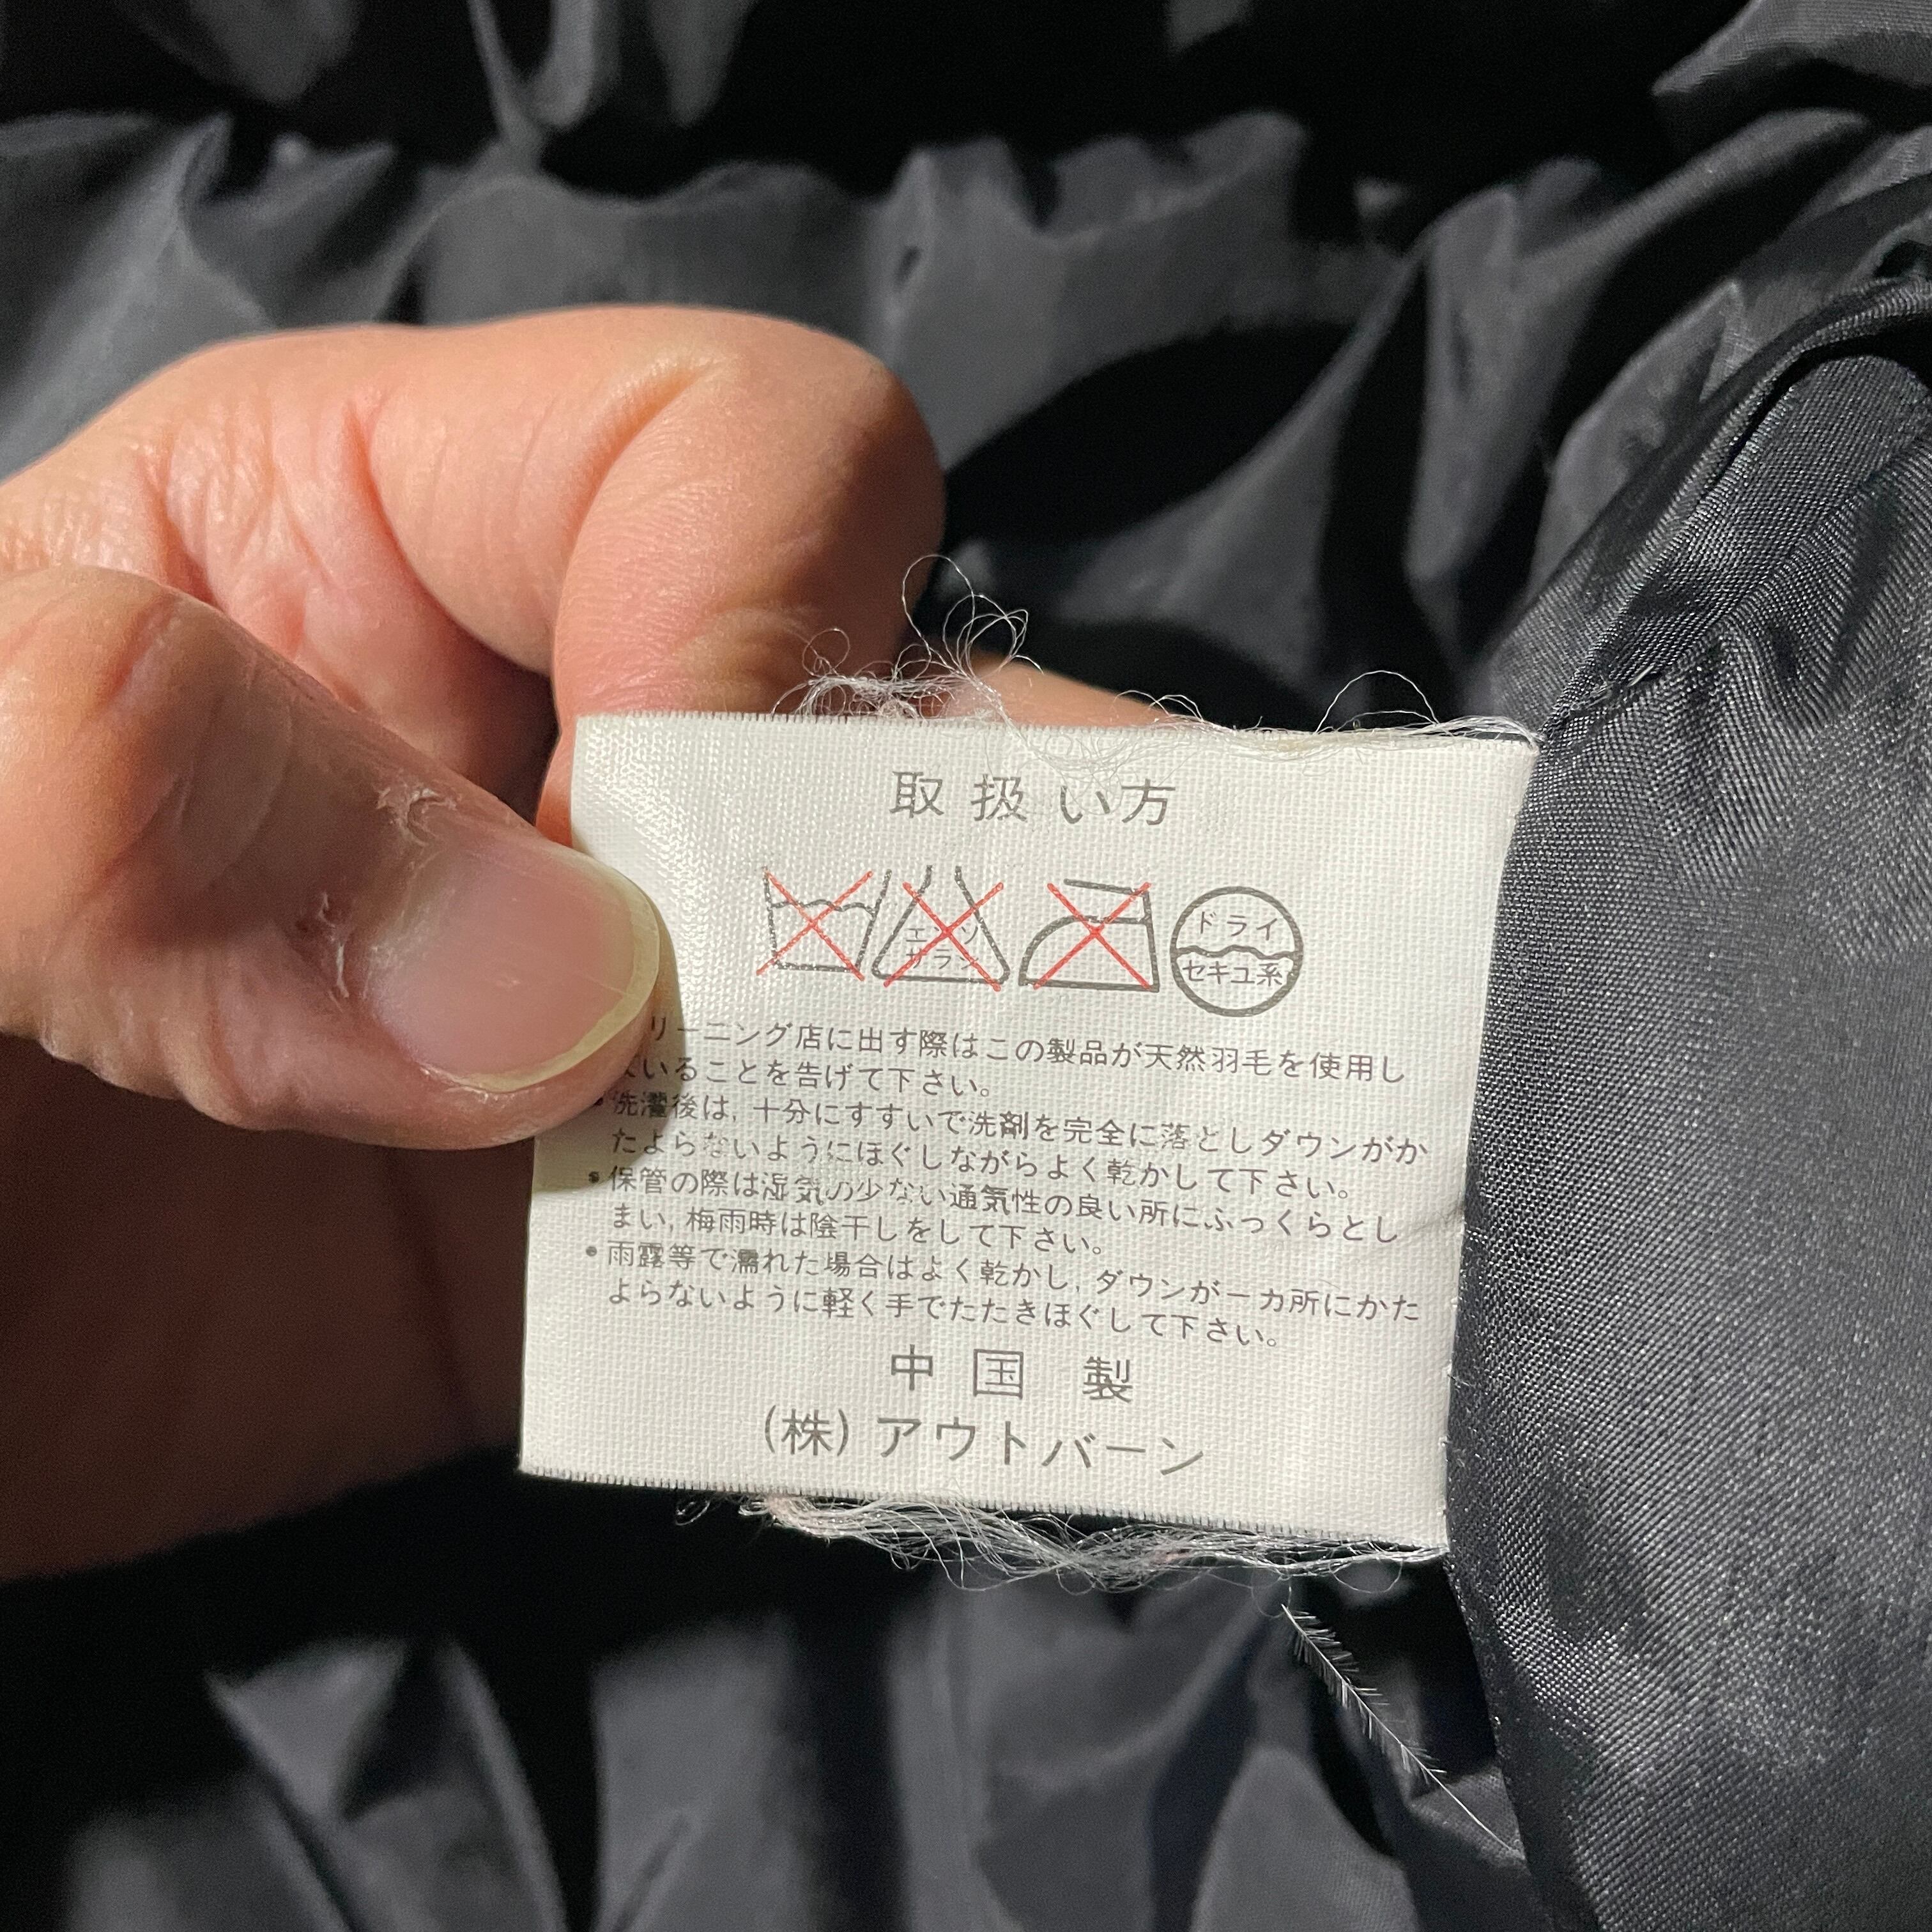 取扱い方
エンソ
サラシ
ドライ
セキユ系
リーニング店に出す際はこの製品が天然羽毛を使用し
ていることを告げて下さい。
• 洗濯後は, 十分にすすいで洗剤を完全に落としダウンがか
たよらないようにほぐしながらよく乾かして下さい。
• 保管の際は湿気の少ない通気性の良い所にふっくらとし
まい, 梅雨時は陰干しをして下さい。
• 雨露等で濡れた場合はよく乾かし, ダウンが一カ所にかた
よらないように軽く手でたたきほぐして下さい。
中国製
(株) アウトバーン